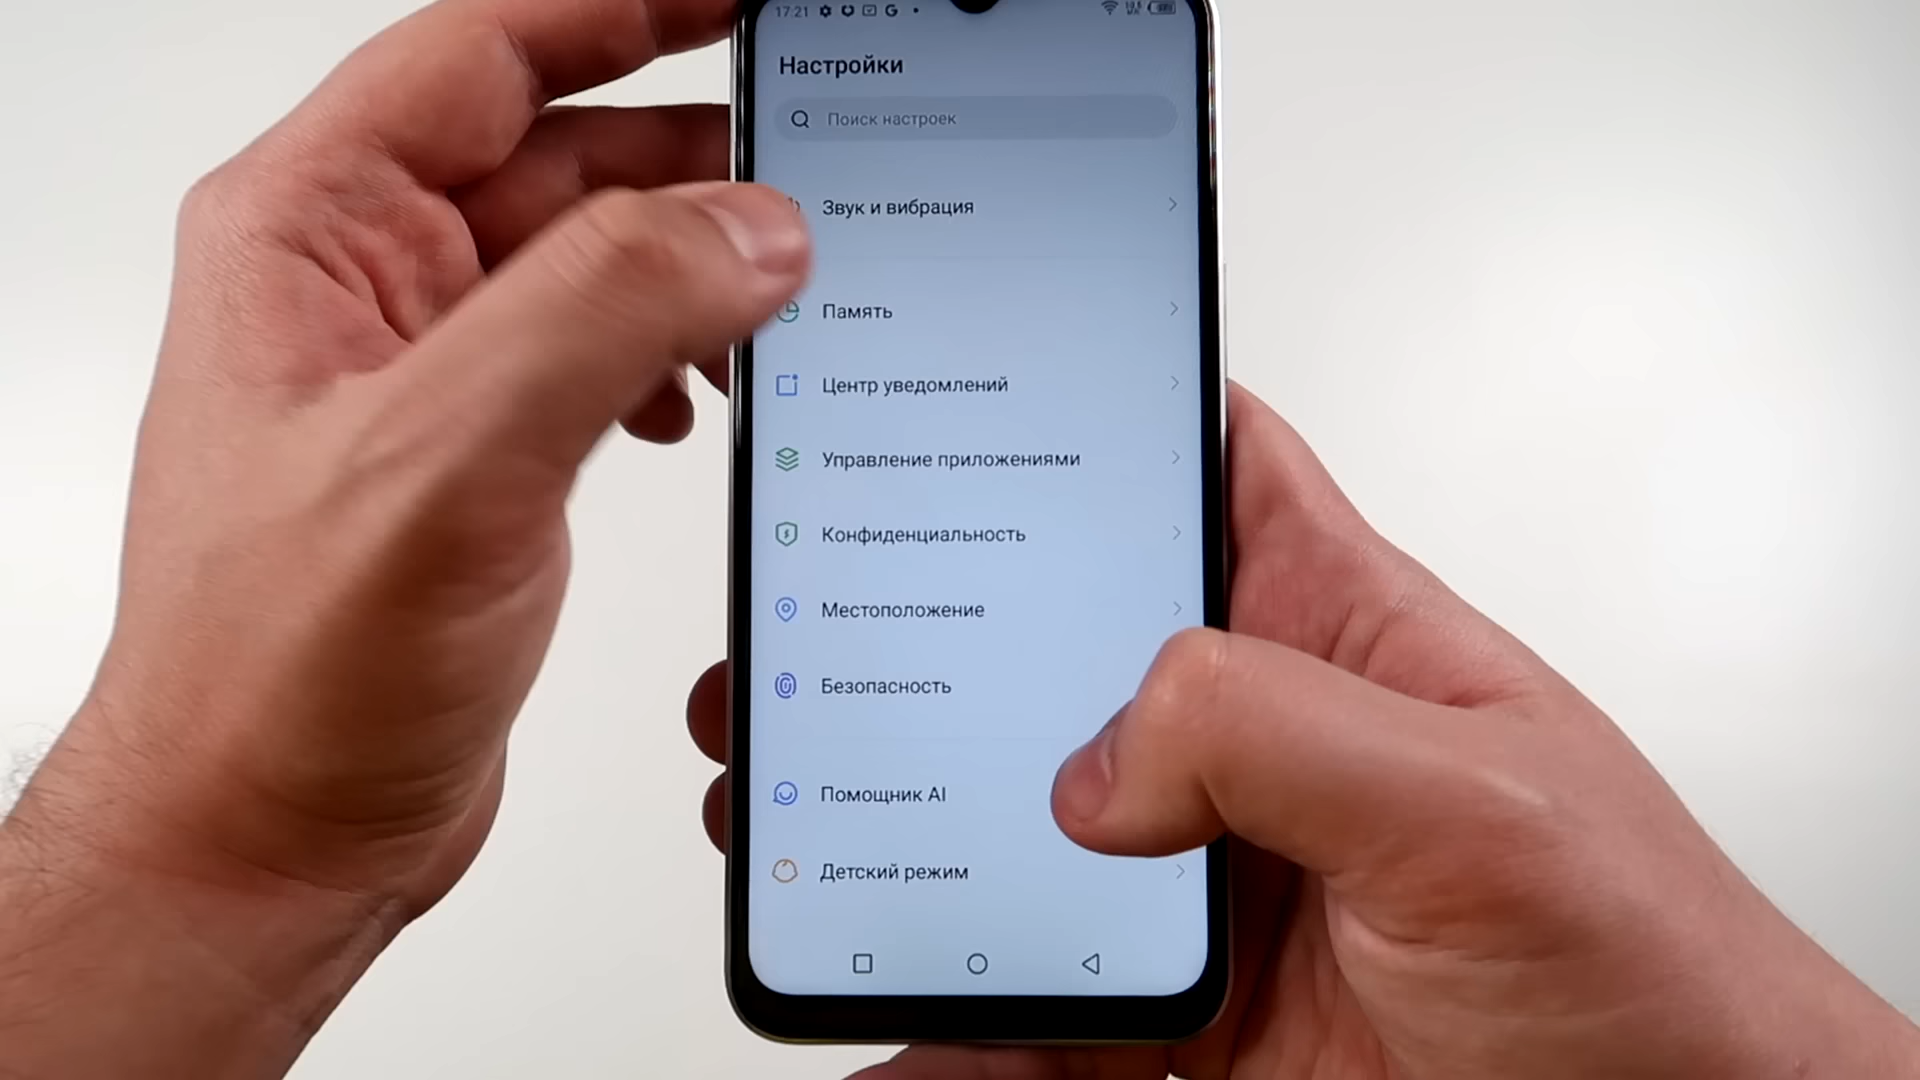 17:21
Настройки
Поиск настроек
Звук и вибрация
Память
Центр уведомлений
Управление приложениями
Конфиденциальность
Местоположение
Безопасность
Помощник AI
Детский режим